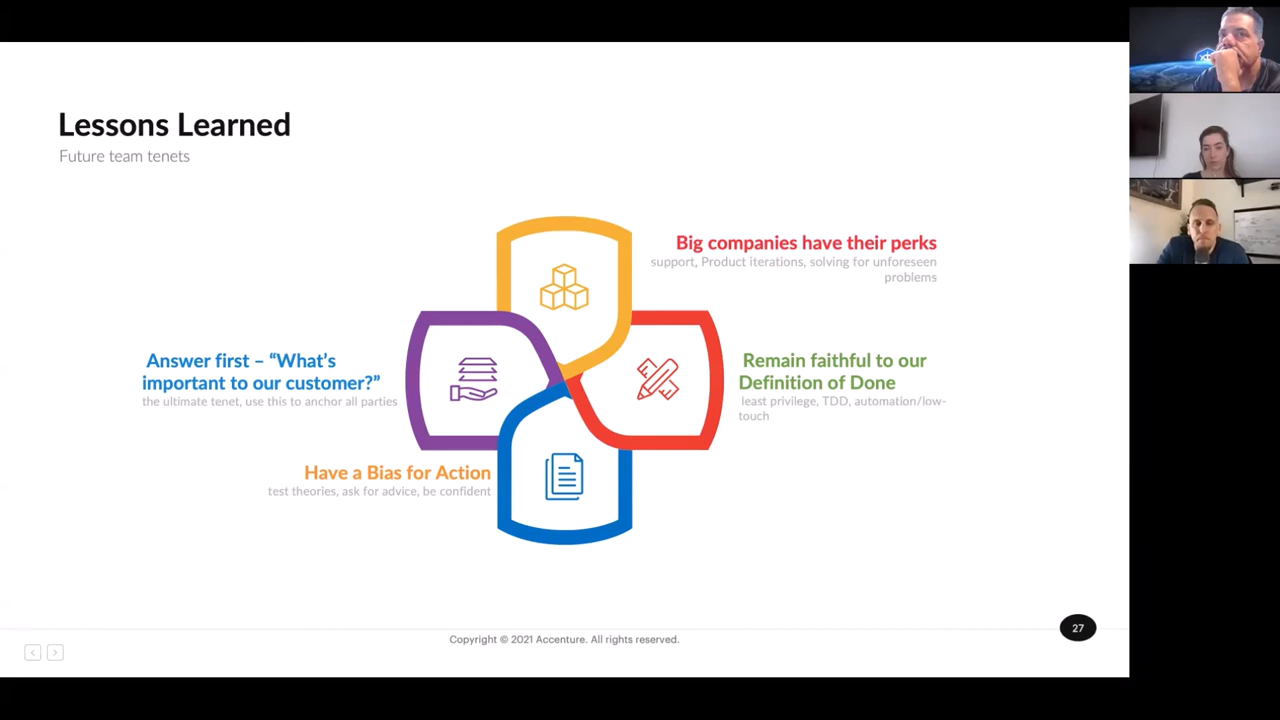 Lessons Learned
Future team tenets
Big companies have their perks
support, Product iterations, solving for unforeseen
problems
Answer first – “What’s
important to our customer?”
the ultimate tenet, use this to anchor all parties
Remain faithful to our
Definition of Done
least privilege, TDD, automation/low-
touch
Have a Bias for Action
test theories, ask for advice, be confident
Copyright © 2021 Accenture. All rights reserved.
27